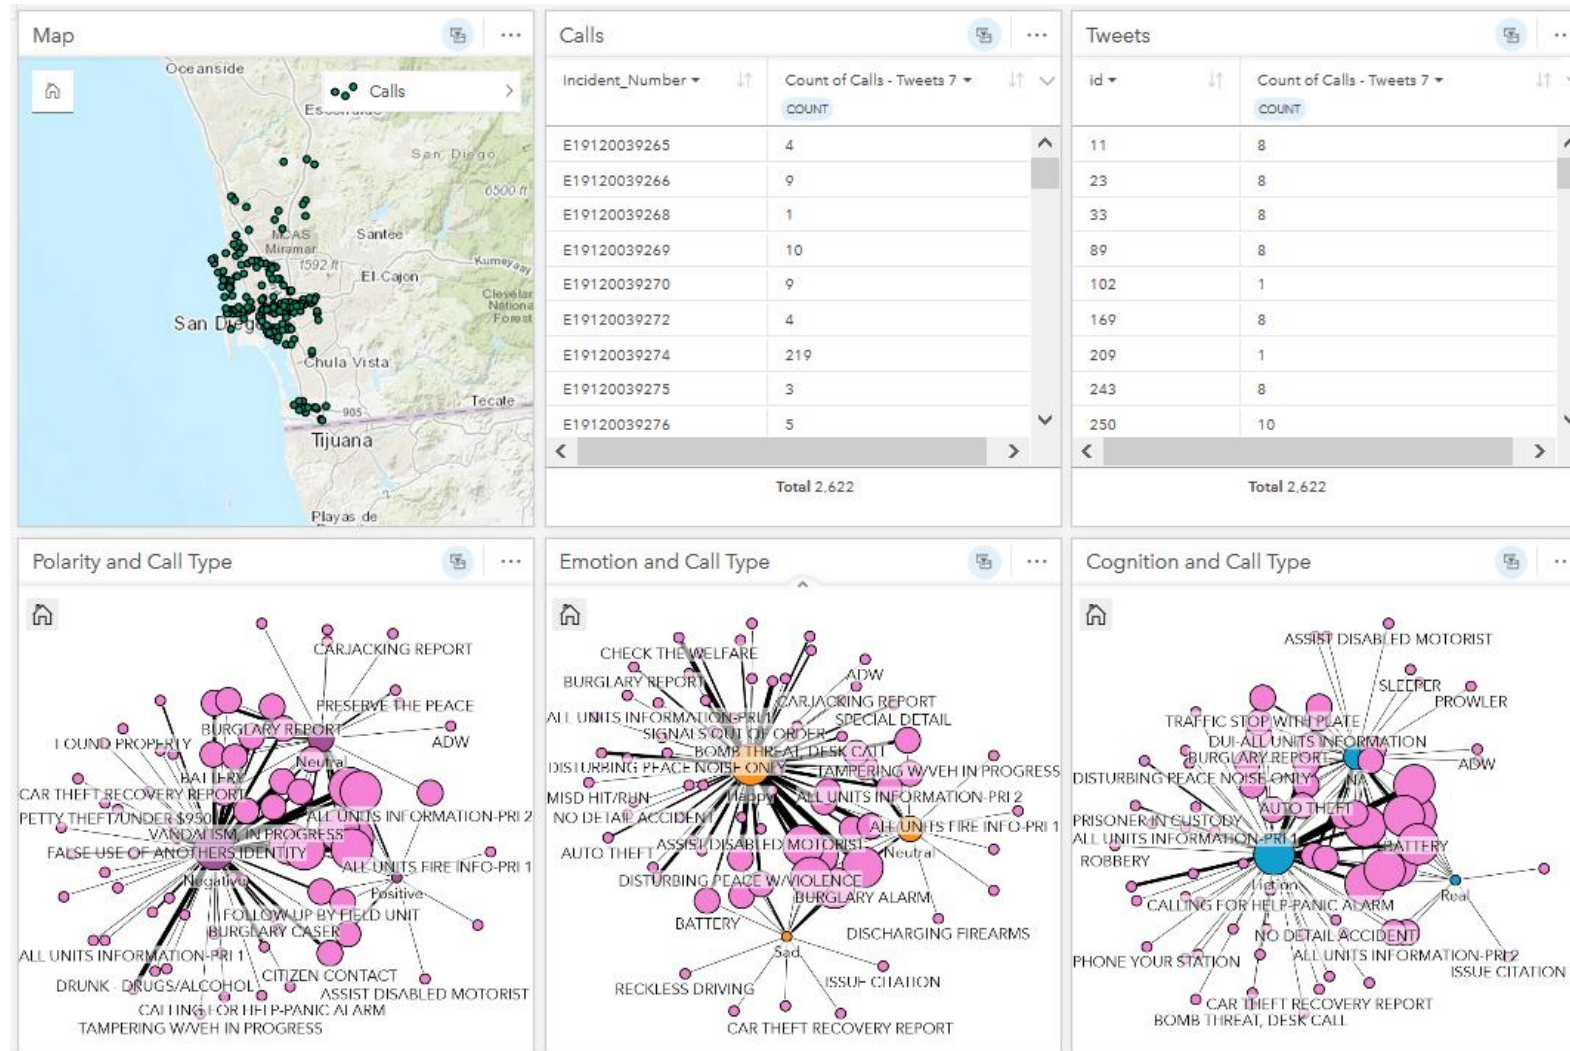 Map
Oceanside
Calls
Escondido
San Diego
6500 ft
MCAS
Miramar
Santee
1592 ft
El Cajon
Kumeyaay
Cleveland
National
Forest
San Diego
Chula Vista
905
Tecate
Tijuana
Playas de
Calls
Incident_Number Count of Calls - Tweets 7
COUNT
E19120039265 4
E19120039266 9
E19120039268 1
E19120039269 10
E19120039270 9
E19120039272 4
E19120039274 219
E19120039275 3
E19120039276 5
Total 2,622
Tweets
id Count of Calls - Tweets 7
COUNT
11 8
23 8
33 8
89 8
102 1
169 8
209 1
243 8
250 10
Total 2,622
Polarity and Call Type
CARJACKING REPORT
PRESERVE THE PEACE
BURGLARY REPORT
ADW
FOUND PROPERTY
Neutral
BATTERY
CAR THEFT RECOVERY REPORT
PETTY THEFT/UNDER $950
ALL UNITS INFORMATION-PRI 2
VANDALISM, IN PROGRESS
FALSE USE OF ANOTHERS IDENTITY
ALL UNITS FIRE INFO-PRI 1
Negative
Positive
FOLLOW-UP BY FIELD UNIT
BURGLARY CASER
ALL UNITS INFORMATION-PRI 1
CITIZEN CONTACT
DRUNK - DRUGS/ALCOHOL
ASSIST DISABLED MOTORIST
CALLING FOR HELP-PANIC ALARM
TAMPERING W/VEH IN PROGRESS
Emotion and Call Type
CHECK THE WELFARE
ADW
BURGLARY REPORT
CARJACKING REPORT
ALL UNITS INFORMATION-PRI 1
SPECIAL DETAIL
SIGNALS OUT OF ORDER
BOMB THREAT, DESK CALL
DISTURBING PEACE NOISE ONLY
TAMPERING W/VEH IN PROGRESS
MISD HIT/RUN
Happy
ALL UNITS INFORMATION-PRI 2
NO DETAIL ACCIDENT
ALL UNITS FIRE INFO-PRI 1
AUTO THEFT
ASSIST DISABLED MOTORIST
Neutral
DISTURBING PEACE W/VIOLENCE
BURGLARY ALARM
BATTERY
DISCHARGING FIREARMS
Sad
RECKLESS DRIVING
ISSUE CITATION
CAR THEFT RECOVERY REPORT
Cognition and Call Type
ASSIST DISABLED MOTORIST
SLEEPER
PROWLER
TRAFFIC STOP WITH PLATE
DUI-ALL UNITS INFORMATION
BURGLARY REPORT
ADW
DISTURBING PEACE NOISE ONLY
NA
AUTO THEFT
PRISONER IN CUSTODY
ALL UNITS INFORMATION-PRI 1
BATTERY
ROBBERY
Fiction
Real
CALLING FOR HELP-PANIC ALARM
NO DETAIL ACCIDENT
ALL UNITS INFORMATION-PRI 2
PHONE YOUR STATION
ISSUE CITATION
CAR THEFT RECOVERY REPORT
BOMB THREAT, DESK CALL